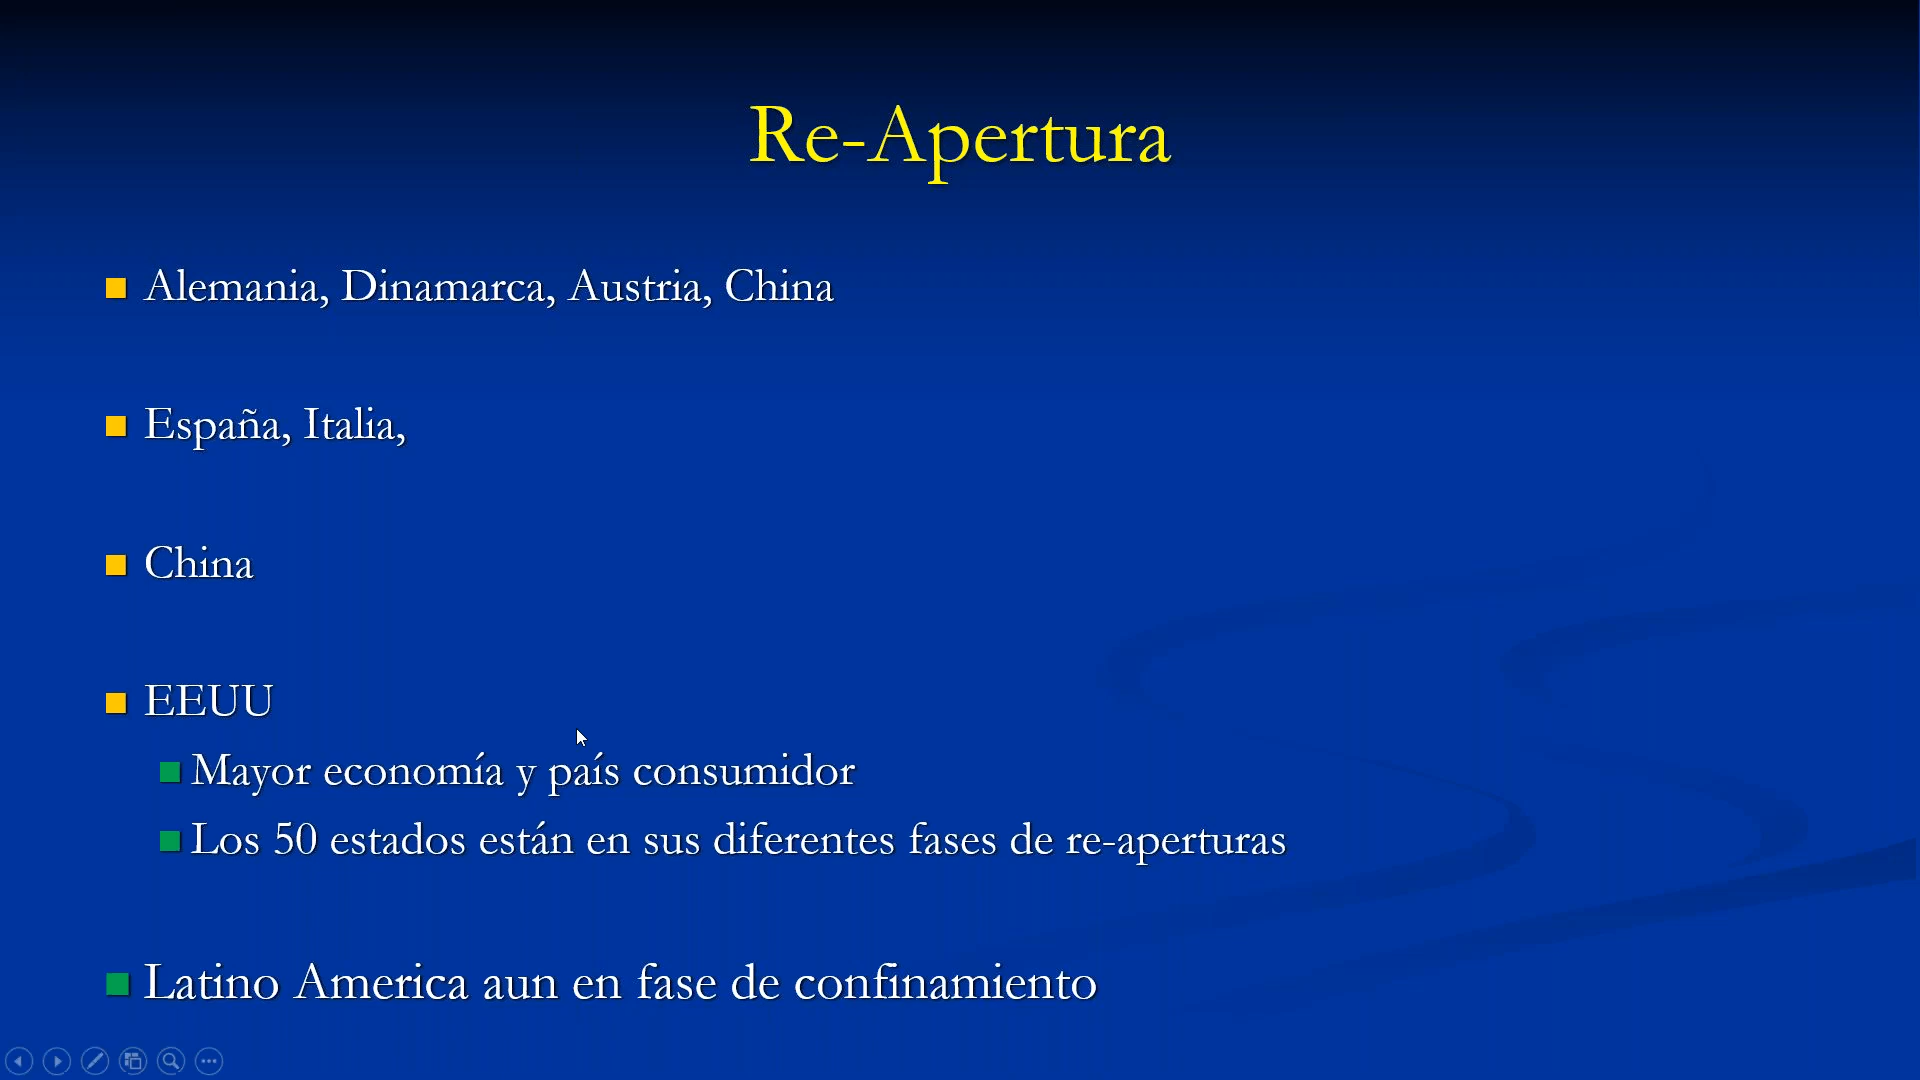 Re-Apertura
Alemania, Dinamarca, Austria, China
España, Italia,
China
EEUU
Mayor economía y país consumidor
Los 50 estados están en sus diferentes fases de re-aperturas
Latino America aun en fase de confinamiento